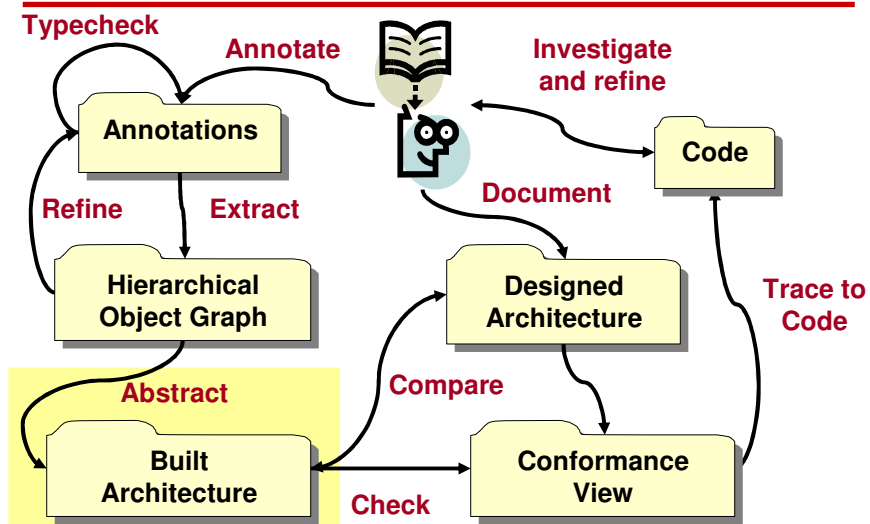 Typecheck
Annotate
Investigate
and refine
Annotations
Code
Refine
Extract
Document
Hierarchical
Object Graph
Designed
Architecture
Trace to
Code
Abstract
Compare
Built
Architecture
Check
Conformance
View